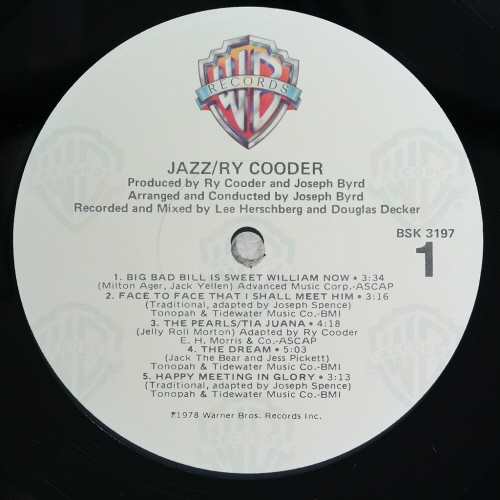 WB
RECORDS
JAZZ/RY COODER
Produced by Ry Cooder and Joseph Byrd
Arranged and Conducted by Joseph Byrd
Recorded and Mixed by Lee Herschberg and Douglas Decker
BSK 3197
1
1. BIG BAD BILL IS SWEET WILLIAM NOW • 3:34
(Milton Ager, Jack Yellen) Advanced Music Corp.-ASCAP
2. FACE TO FACE THAT I SHALL MEET HIM • 3:16
(Traditional, adapted by Joseph Spence)
Tonopah & Tidewater Music Co.-BMI
3. THE PEARLS/TIA JUANA • 4:18
(Jelly Roll Morton) Adapted by Ry Cooder
E. H. Morris & Co.-ASCAP
4. THE DREAM • 5:03
(Jack The Bear and Jess Pickett)
Tonopah & Tidewater Music Co.-BMI
5. HAPPY MEETING IN GLORY • 3:13
(Traditional, adapted by Joseph Spence)
Tonopah & Tidewater Music Co.-BMI
℗1978 Warner Bros. Records Inc.